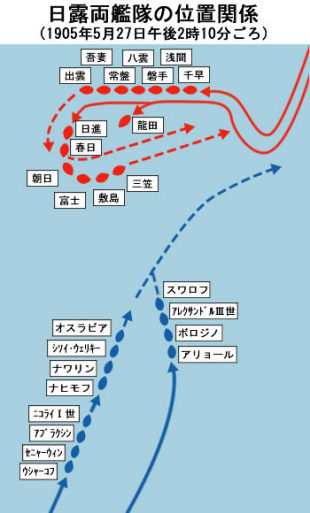 日露両艦隊の位置関係
(1905年5月27日午後2時10分ごろ)
吾妻
八雲
浅間
出雲
常盤
磐手
千早
日進
龍田
春日
朝日
三笠
富士
敷島
スワロフ
アレクサンドルⅢ世
オスラビア
ボロジノ
シソイ・ウェリキー
アリョール
ナワリン
ナヒモフ
ニコライⅠ世
アプラクシン
セニャーウィン
ウシャーコフ